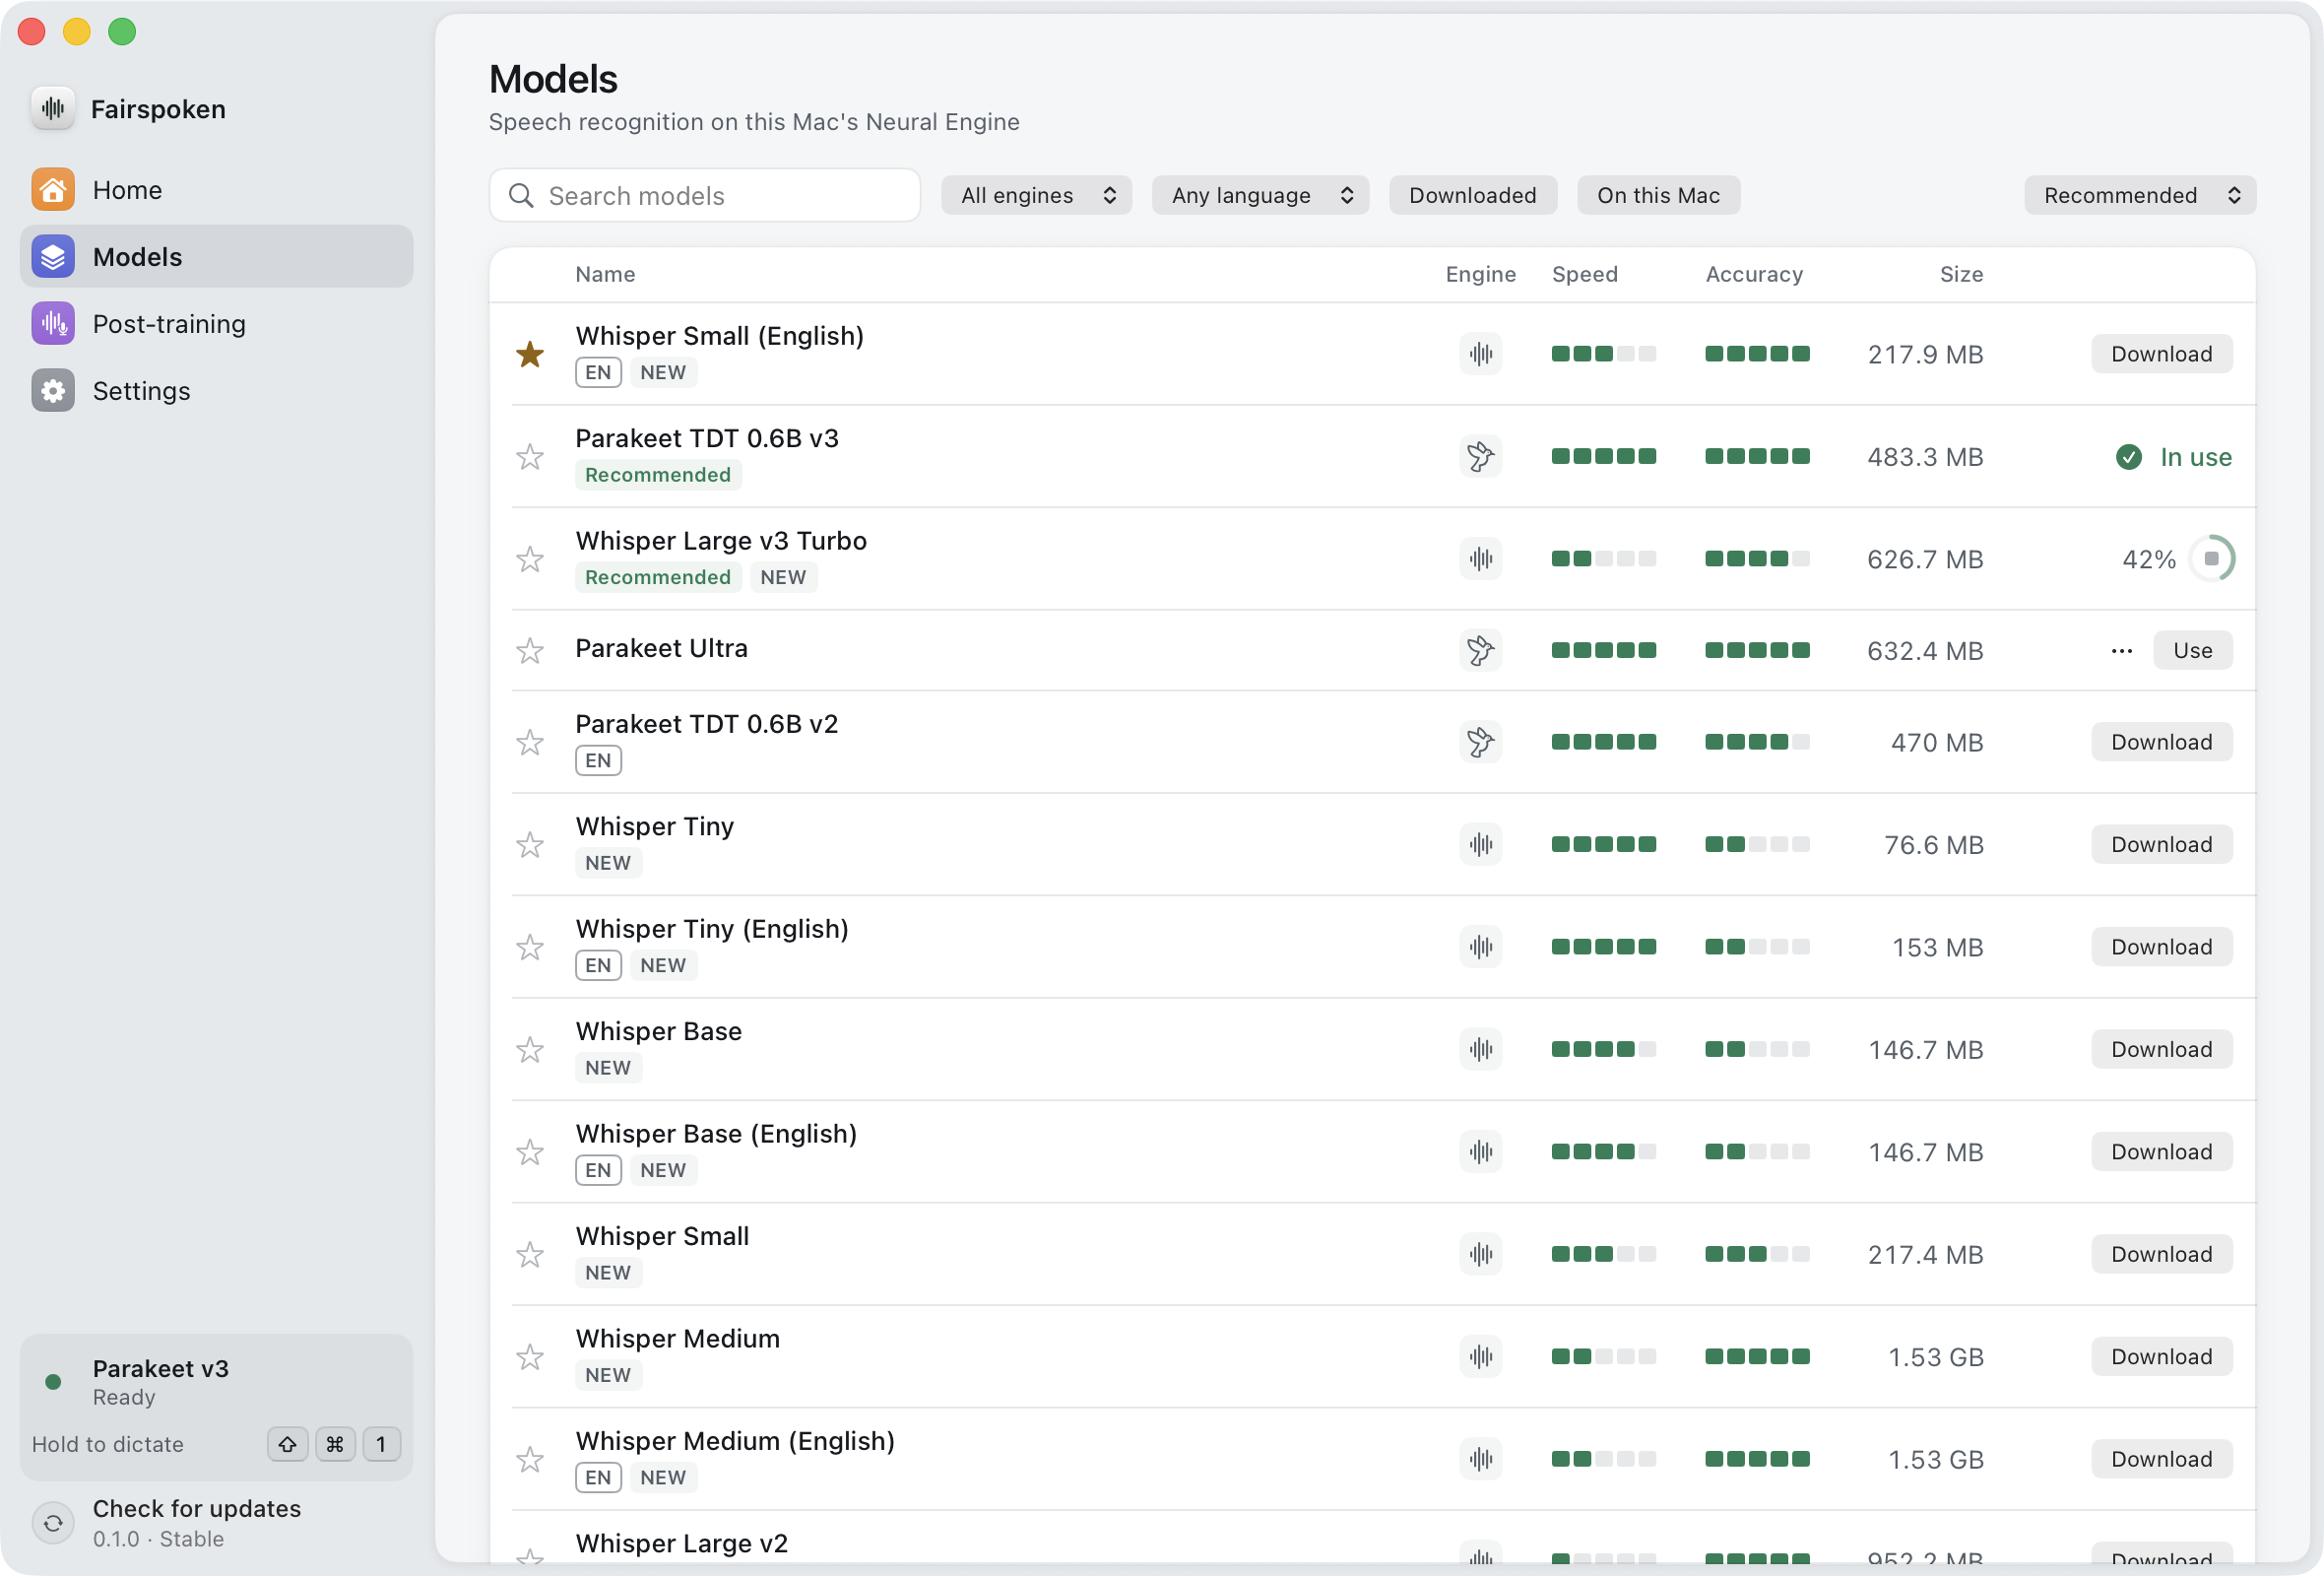 Fairspoken
Home
Models
Post-training
Settings
Parakeet v3
Ready
Hold to dictate ⌘ 1
Check for updates
0.1.0 · Stable
Models
Speech recognition on this Mac's Neural Engine
Search models All engines Any language Downloaded On this Mac Recommended
Name Engine Speed Accuracy Size
Whisper Small (English)
EN NEW
217.9 MB Download
Parakeet TDT 0.6B v3
Recommended
483.3 MB In use
Whisper Large v3 Turbo
Recommended NEW
626.7 MB 42%
Parakeet Ultra
632.4 MB ··· Use
Parakeet TDT 0.6B v2
EN
470 MB Download
Whisper Tiny
NEW
76.6 MB Download
Whisper Tiny (English)
EN NEW
153 MB Download
Whisper Base
NEW
146.7 MB Download
Whisper Base (English)
EN NEW
146.7 MB Download
Whisper Small
NEW
217.4 MB Download
Whisper Medium
NEW
1.53 GB Download
Whisper Medium (English)
EN NEW
1.53 GB Download
Whisper Large v2
952.2 MB Download